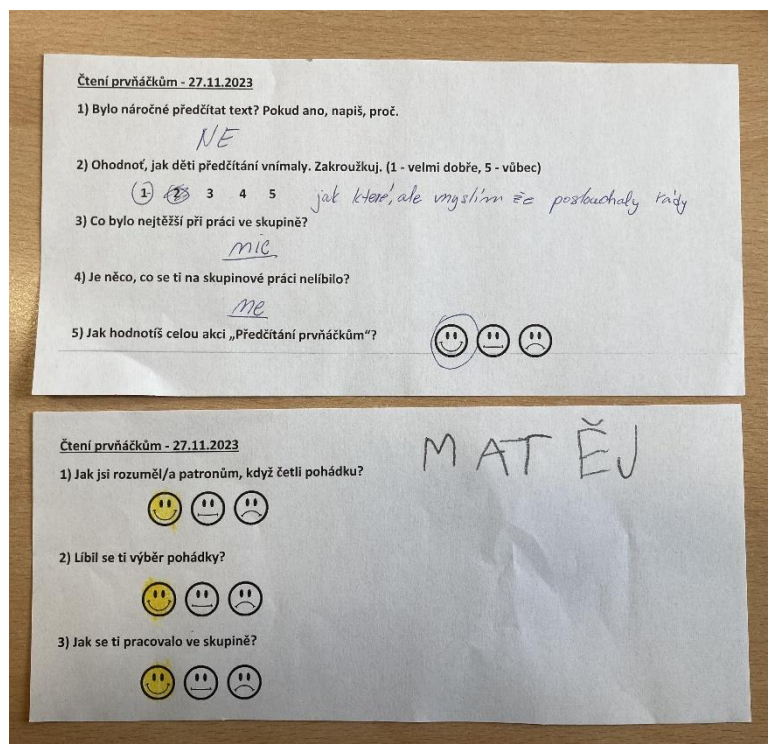 Čtení prvňáčkům - 27.11.2023
1) Bylo náročné předčítat text? Pokud ano, napiš, proč.
NE
2) Ohodnoť, jak děti předčítání vnímaly. Zakroužkuj. (1 - velmi dobře, 5 - vůbec)
1 2 3 4 5 jak které, ale myslím že poslouchaly rády
3) Co bylo nejtěžší při práci ve skupině?
nic
4) Je něco, co se ti na skupinové práci nelíbilo?
ne
5) Jak hodnotíš celou akci „Předčítání prvňáčkům“?
Čtení prvňáčkům - 27.11.2023
MATĚJ
1) Jak jsi rozuměl/a patronům, když četli pohádku?
2) Líbil se ti výběr pohádky?
3) Jak se ti pracovalo ve skupině?